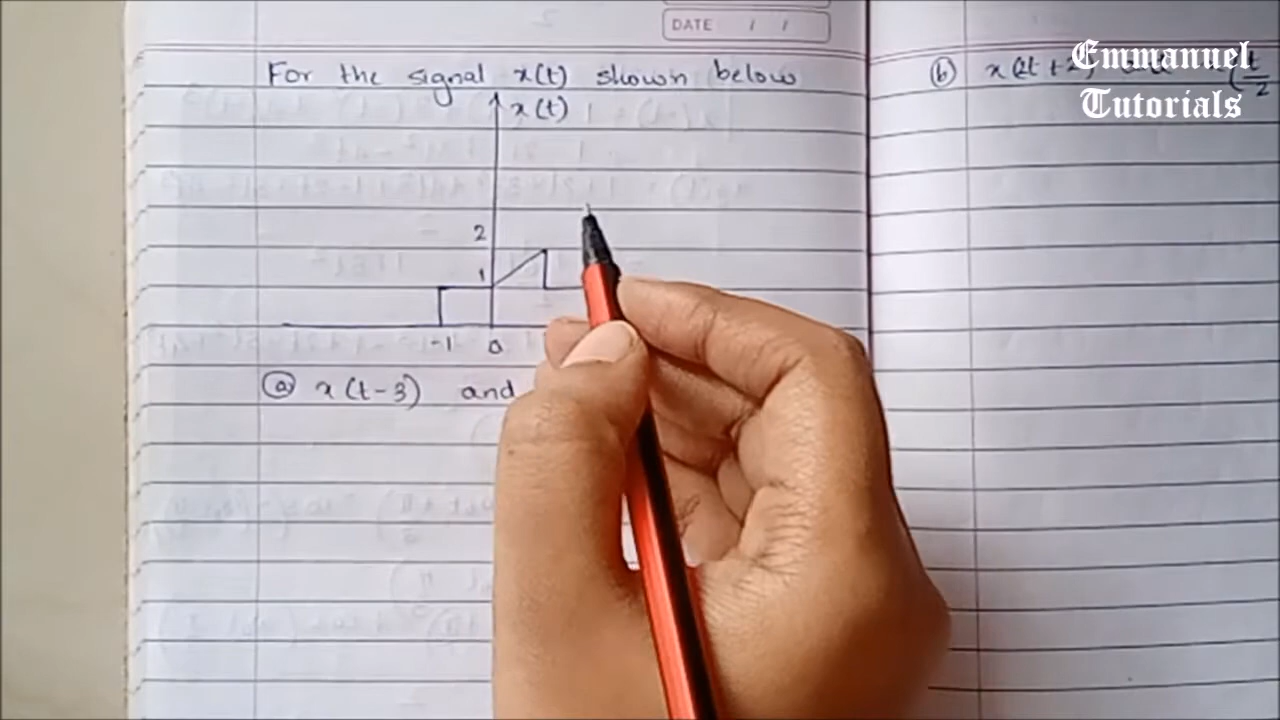 DATE / /
For the signal x(t) shown below
x(t)
2
1
-1 0
(a) x(t-3) and
(b) x(2t+2)
Emmanuel
Tutorials